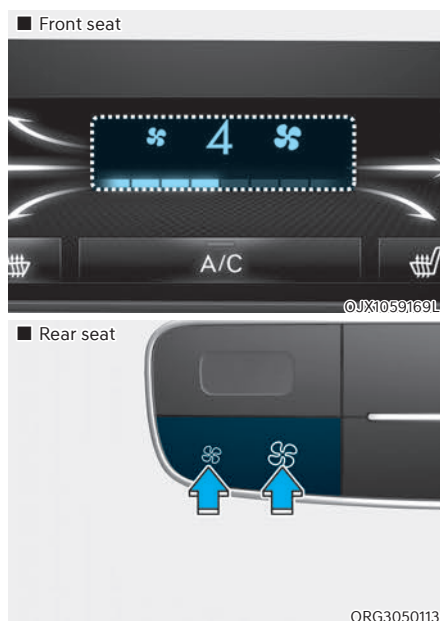 ■ Front seat
4
A/C
OJX1059169L
■ Rear seat
ORG3050113